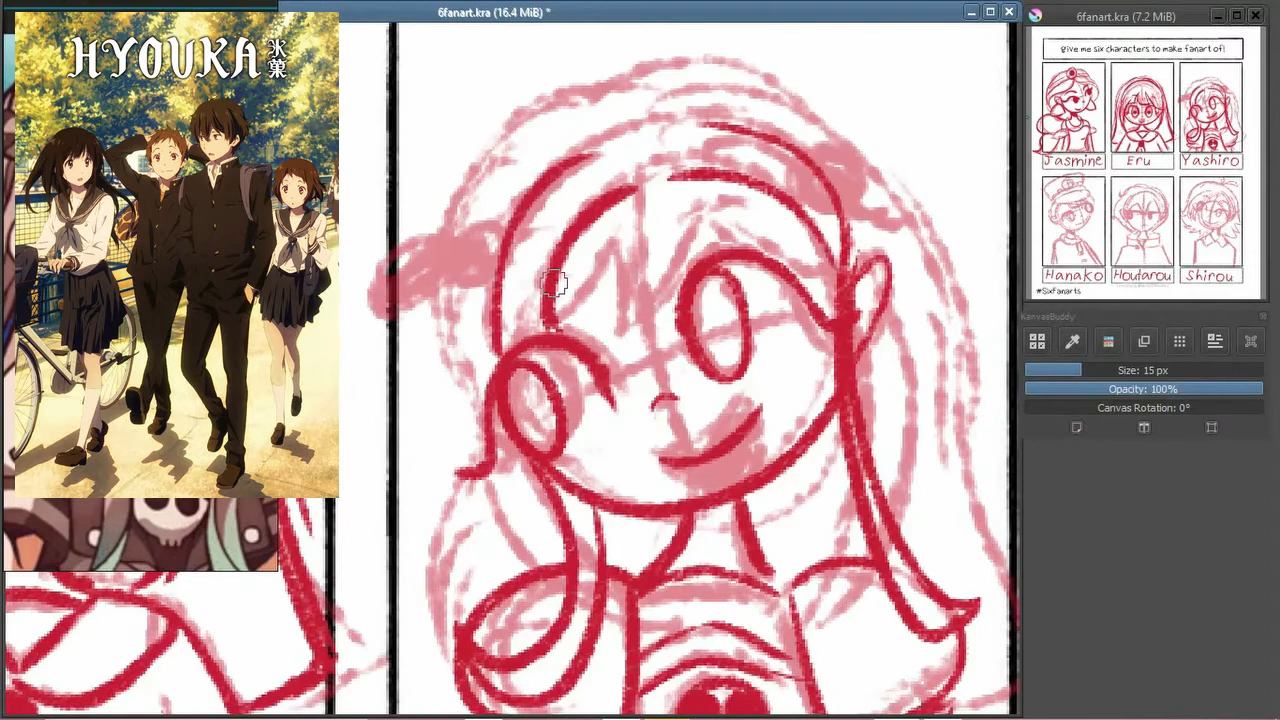 HYOUKA 氷菓
6fanart.kra (16.4 MiB) *
6fanart.kra (7.2 MiB)
give me six characters to make fanart of!
Jasmine
Eru
Yashiro
Hanako
Houtarou
Shirou
#SixFanarts
KanvasBuddy
Size: 15 px
Opacity: 100%
Canvas Rotation: 0°